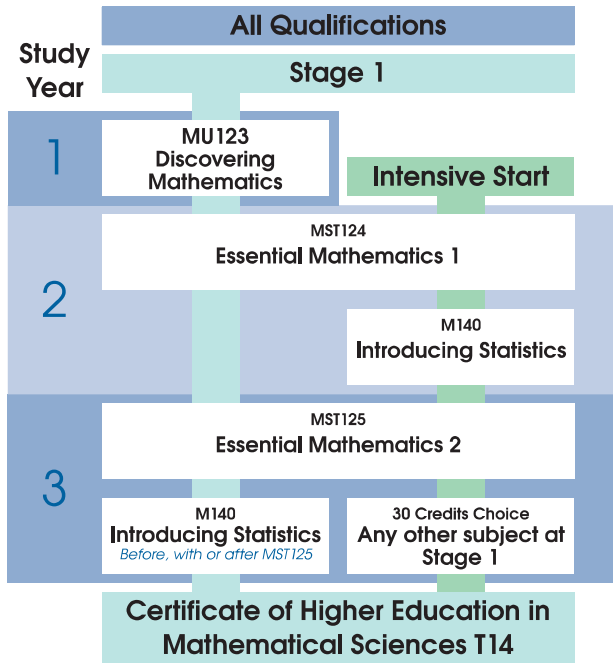 All Qualifications
Study
Year
Stage 1
1
MU123
Discovering
Mathematics
Intensive Start
2
MST124
Essential Mathematics 1
M140
Introducing Statistics
3
MST125
Essential Mathematics 2
M140
Introducing Statistics
Before, with or after MST125
30 Credits Choice
Any other subject at
Stage 1
Certificate of Higher Education in
Mathematical Sciences T14